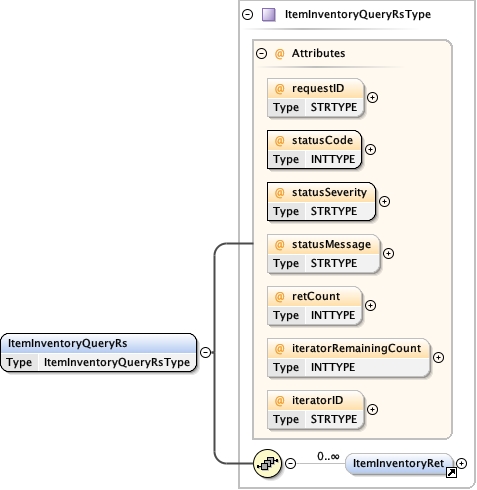 ItemInventoryQueryRsType
@ Attributes
@ requestID
Type STRTYPE
@ statusCode
Type INTTYPE
@ statusSeverity
Type STRTYPE
@ statusMessage
Type STRTYPE
@ retCount
Type INTTYPE
ItemInventoryQueryRs
Type ItemInventoryQueryRsType
@ iteratorRemainingCount
Type INTTYPE
@ iteratorID
Type STRTYPE
0..∞
ItemInventoryRet